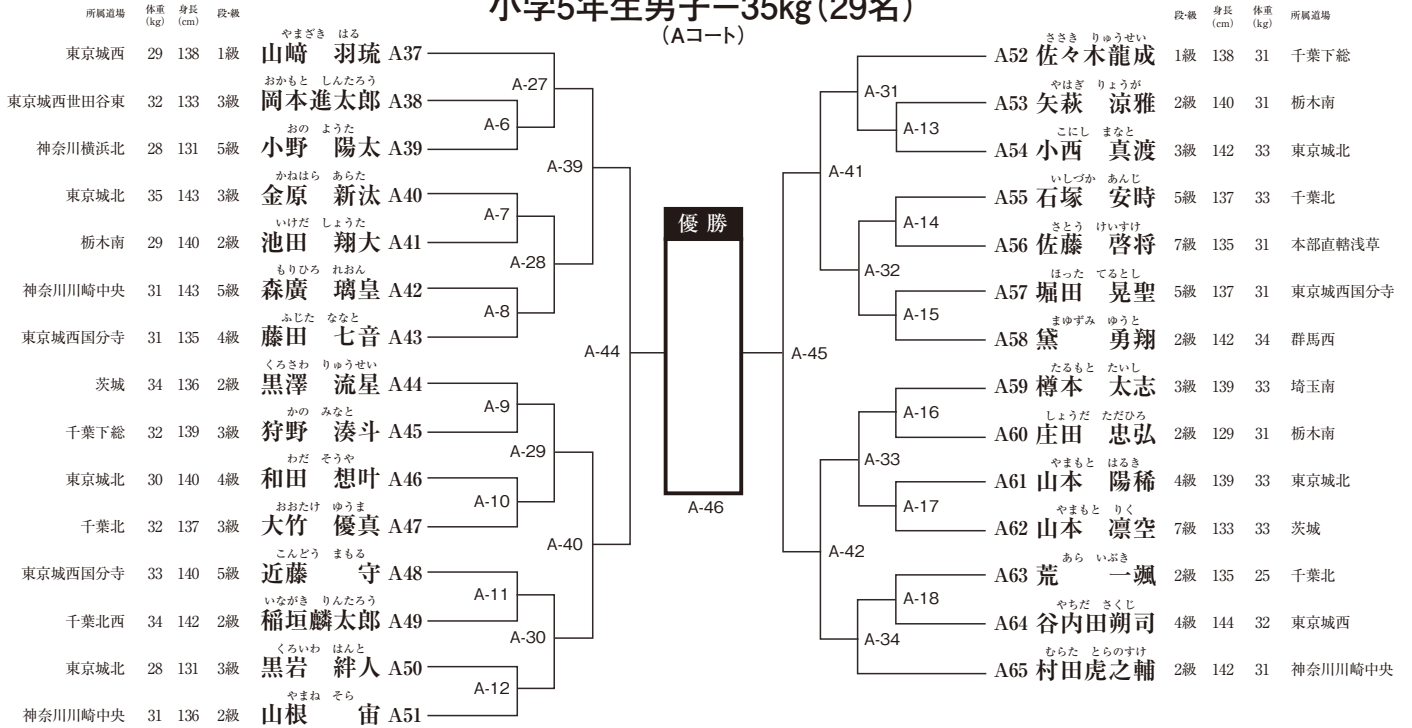 小学5年生男子−35kg（29名）
（Aコート）
所属道場 体重(kg) 身長(cm) 段・級
やまざき はる
東京城西 29 138 1級 山﨑 羽琉 A37
おかもと しんたろう
東京城西世田谷東 32 133 3級 岡本進太郎 A38
おの ようた
神奈川横浜北 28 131 5級 小野 陽太 A39
かねはら あらた
東京城北 35 143 3級 金原 新汰 A40
いけだ しょうた
栃木南 29 140 2級 池田 翔大 A41
もりひろ れおん
神奈川川崎中央 31 143 5級 森廣 璃皇 A42
ふじた ななと
東京城西国分寺 31 135 4級 藤田 七音 A43
くろさわ りゅうせい
茨城 34 136 2級 黒澤 流星 A44
かの みなと
千葉下総 32 139 3級 狩野 湊斗 A45
わだ そうや
東京城北 30 140 4級 和田 想叶 A46
おおたけ ゆうま
千葉北 32 137 3級 大竹 優真 A47
こんどう まもる
東京城西国分寺 33 140 5級 近藤 守 A48
いながき りんたろう
千葉北西 34 142 2級 稲垣麟太郎 A49
くろいわ はんと
東京城北 28 131 3級 黒岩 絆人 A50
やまね そら
神奈川川崎中央 31 136 2級 山根 宙 A51
A-27
A-6
A-39
A-7
A-28
A-8
A-44
A-9
A-29
A-10
A-40
A-11
A-30
A-12
優勝
A-46
段・級 身長(cm) 体重(kg) 所属道場
ささき りゅうせい
A52 佐々木龍成 1級 138 31 千葉下総
やはぎ りょうが
A53 矢萩 涼雅 2級 140 31 栃木南
こにし まなと
A54 小西 真渡 3級 142 33 東京城北
いしづか あんじ
A55 石塚 安時 5級 137 33 千葉北
さとう けいすけ
A56 佐藤 啓将 7級 135 31 本部直轄浅草
ほった てるとし
A57 堀田 晃聖 5級 137 31 東京城西国分寺
まゆずみ ゆうと
A58 黛 勇翔 2級 142 34 群馬西
たるもと たいし
A59 樽本 太志 3級 139 33 埼玉南
しょうだ ただひろ
A60 庄田 忠弘 2級 129 31 栃木南
やまもと はるき
A61 山本 陽稀 4級 139 33 東京城北
やまもと りく
A62 山本 凛空 7級 133 33 茨城
あら いぶき
A63 荒 一颯 2級 135 25 千葉北
やちだ さくじ
A64 谷内田朔司 4級 144 32 東京城西
むらた とらのすけ
A65 村田虎之輔 2級 142 31 神奈川川崎中央
A-31
A-13
A-41
A-14
A-32
A-15
A-45
A-16
A-33
A-17
A-42
A-18
A-34